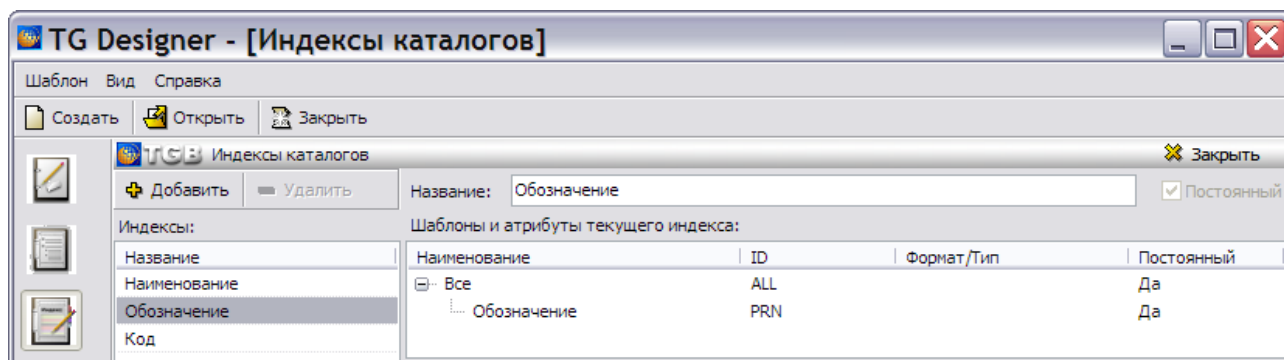 TG Designer - [Индексы каталогов]
Шаблон Вид Справка
Создать Открыть Закрыть
TGB Индексы каталогов Закрыть
Добавить Удалить Название: Обозначение Постоянный
Индексы: Шаблоны и атрибуты текущего индекса:
Название Наименование ID Формат/Тип Постоянный
Наименование Все ALL Да
Обозначение Обозначение PRN Да
Код